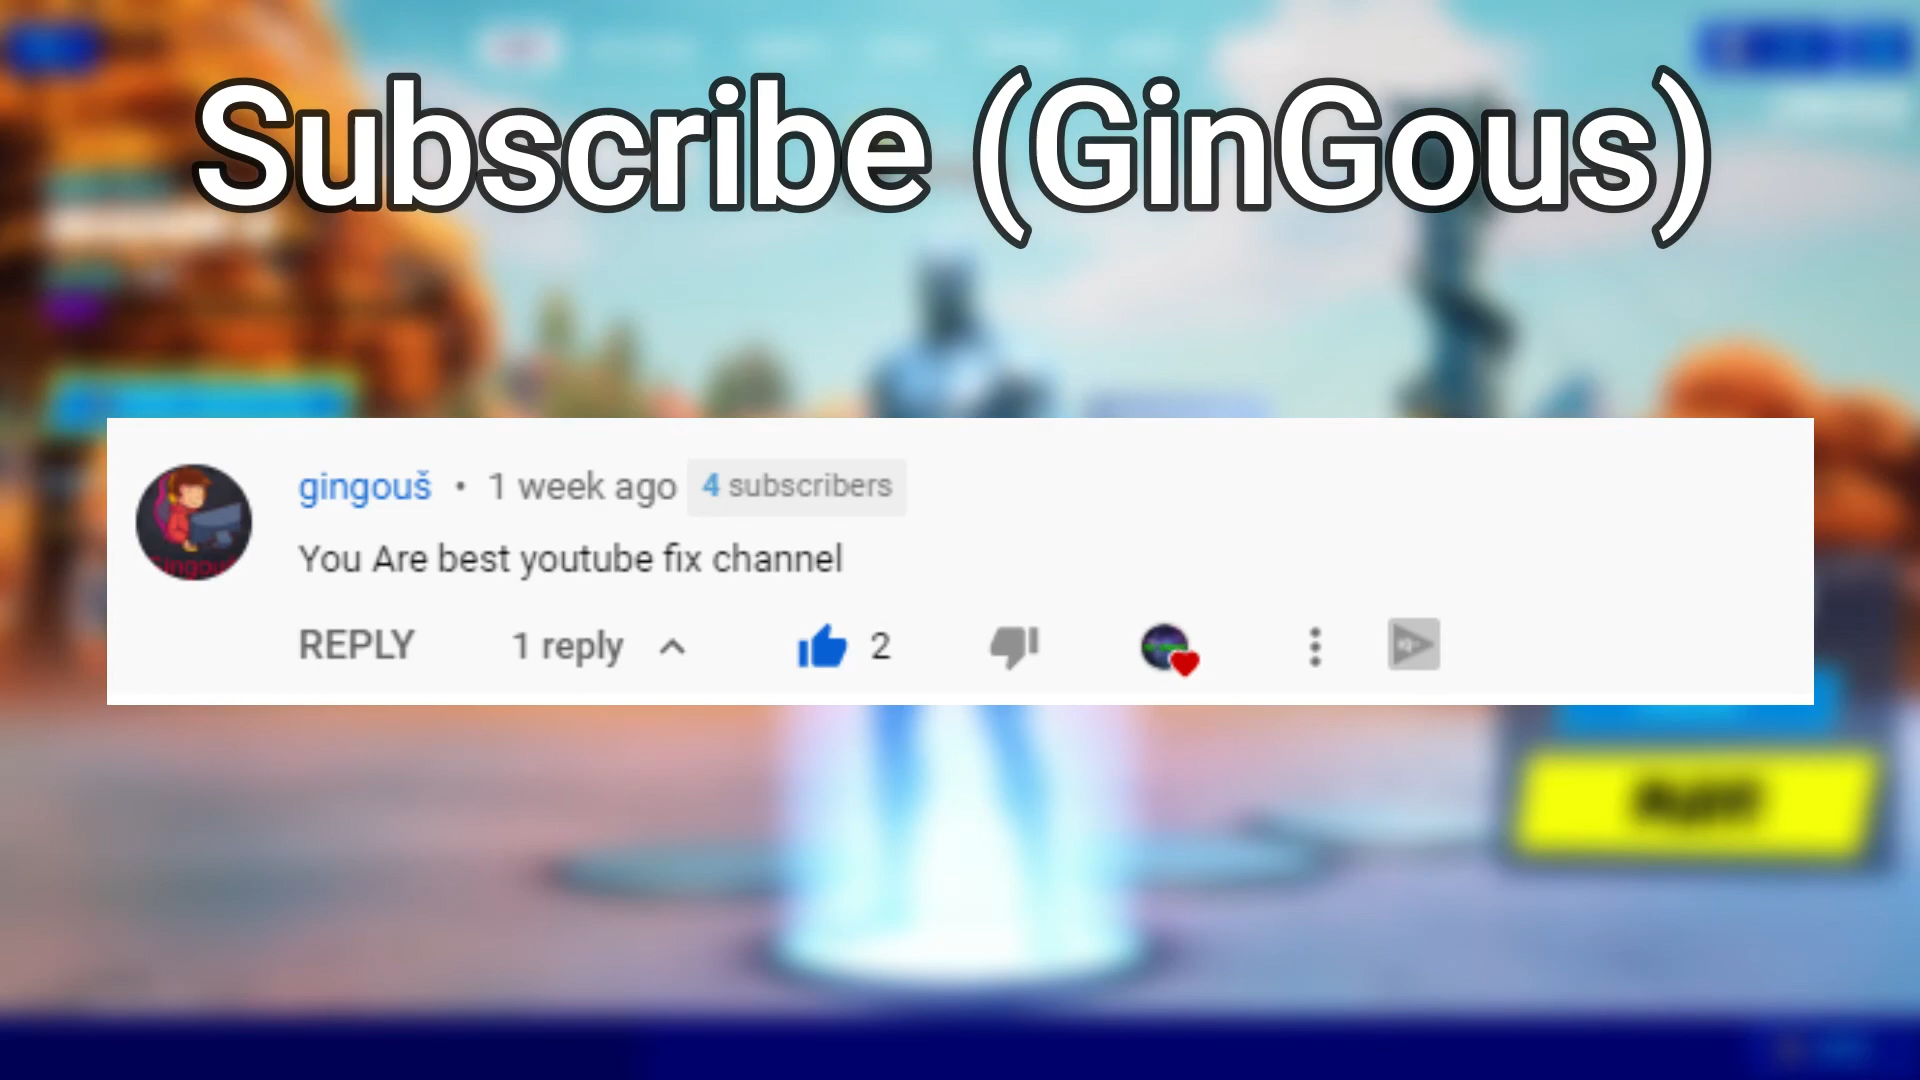 Subscribe (GinGous)
gingouš • 1 week ago 4 subscribers
You Are best youtube fix channel
REPLY 1 reply 2